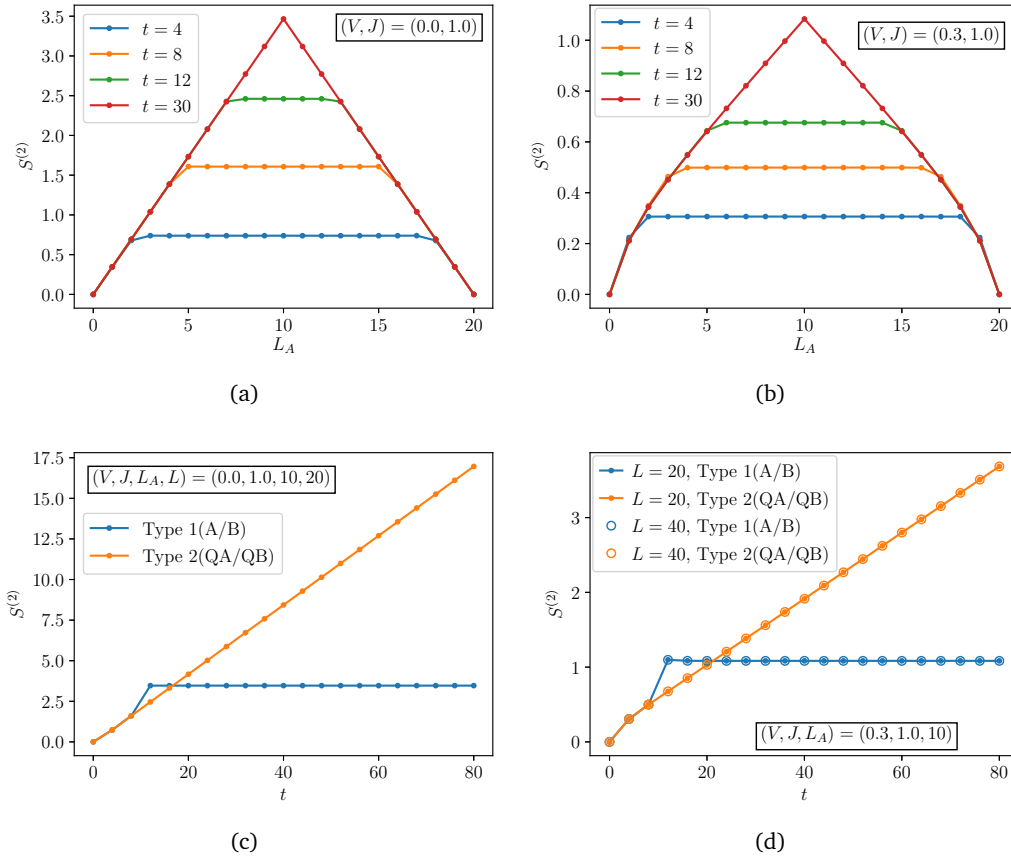 (V, J) = (0.0, 1.0)
t = 4
t = 8
t = 12
t = 30
3.5
3.0
2.5
2.0
1.5
1.0
0.5
0.0
S^{(2)}
0 5 10 15 20
L_A
(a)
(V, J) = (0.3, 1.0)
t = 4
t = 8
t = 12
t = 30
1.0
0.8
0.6
0.4
0.2
0.0
S^{(2)}
0 5 10 15 20
L_A
(b)
(V, J, L_A, L) = (0.0, 1.0, 10, 20)
Type 1(A/B)
Type 2(QA/QB)
17.5
15.0
12.5
10.0
7.5
5.0
2.5
0.0
S^{(2)}
0 20 40 60 80
t
(c)
L = 20, Type 1(A/B)
L = 20, Type 2(QA/QB)
L = 40, Type 1(A/B)
L = 40, Type 2(QA/QB)
3
2
1
0
S^{(2)}
(V, J, L_A) = (0.3, 1.0, 10)
0 20 40 60 80
t
(d)